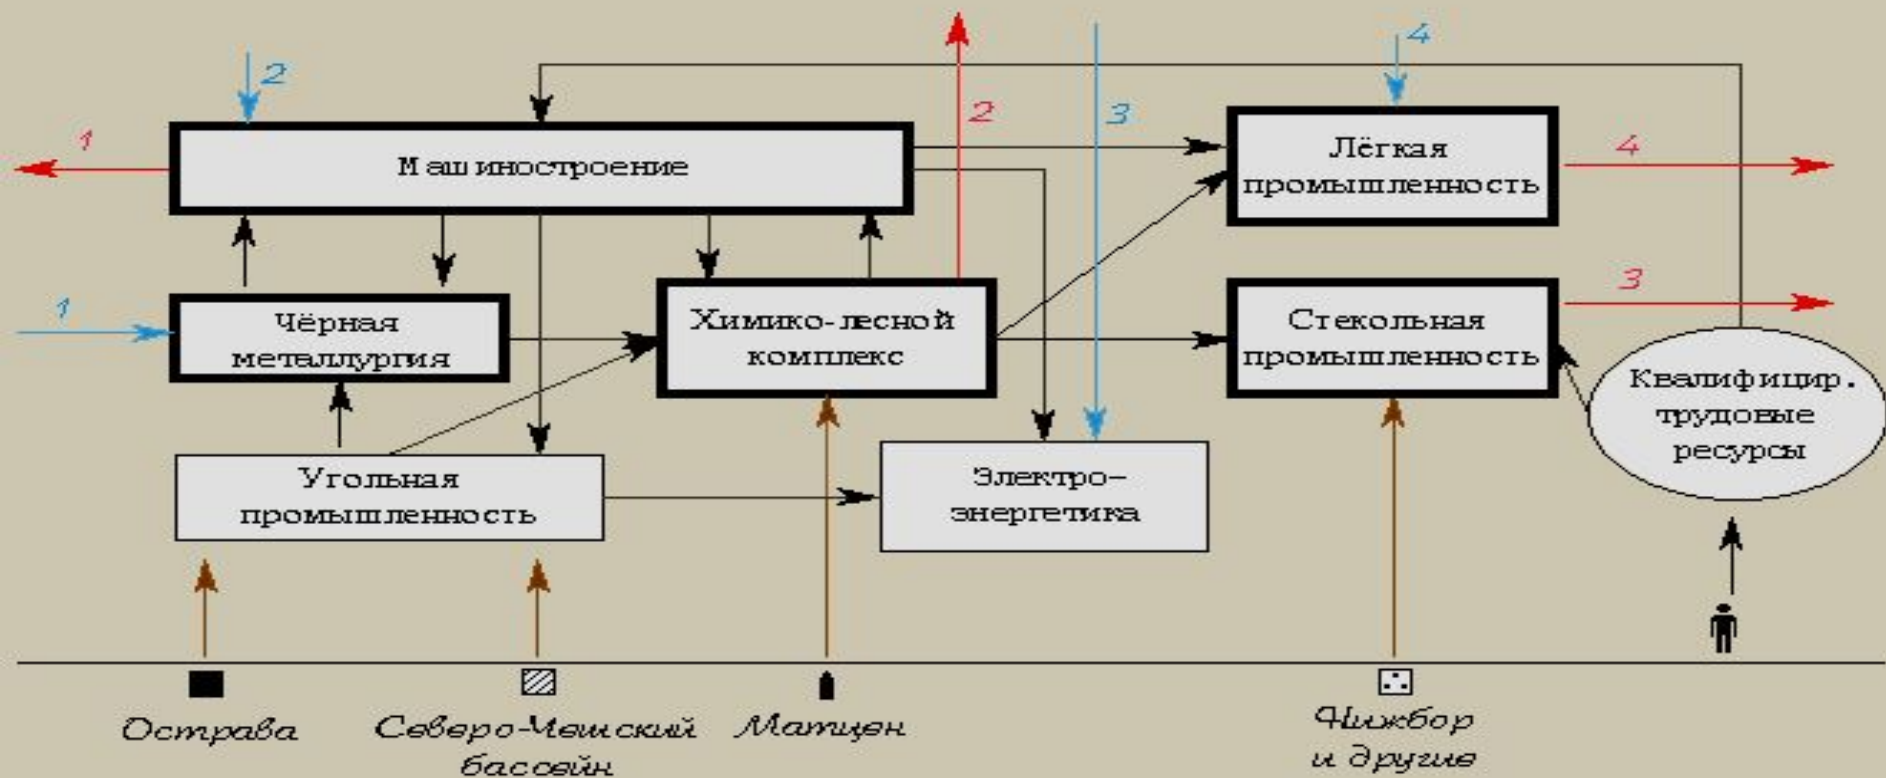 2
4
1
2
3
Машиностроение
Лёгкая
промышленность
4
1
Чёрная
металлургия
Химико-лесной
комплекс
Стекольная
промышленность
3
Квалифицир.
трудовые
ресурсы
Угольная
промышленность
Электро-
энергетика
Острава
Северо-Чешский
бассейн
Матцен
Нижбор
и другие